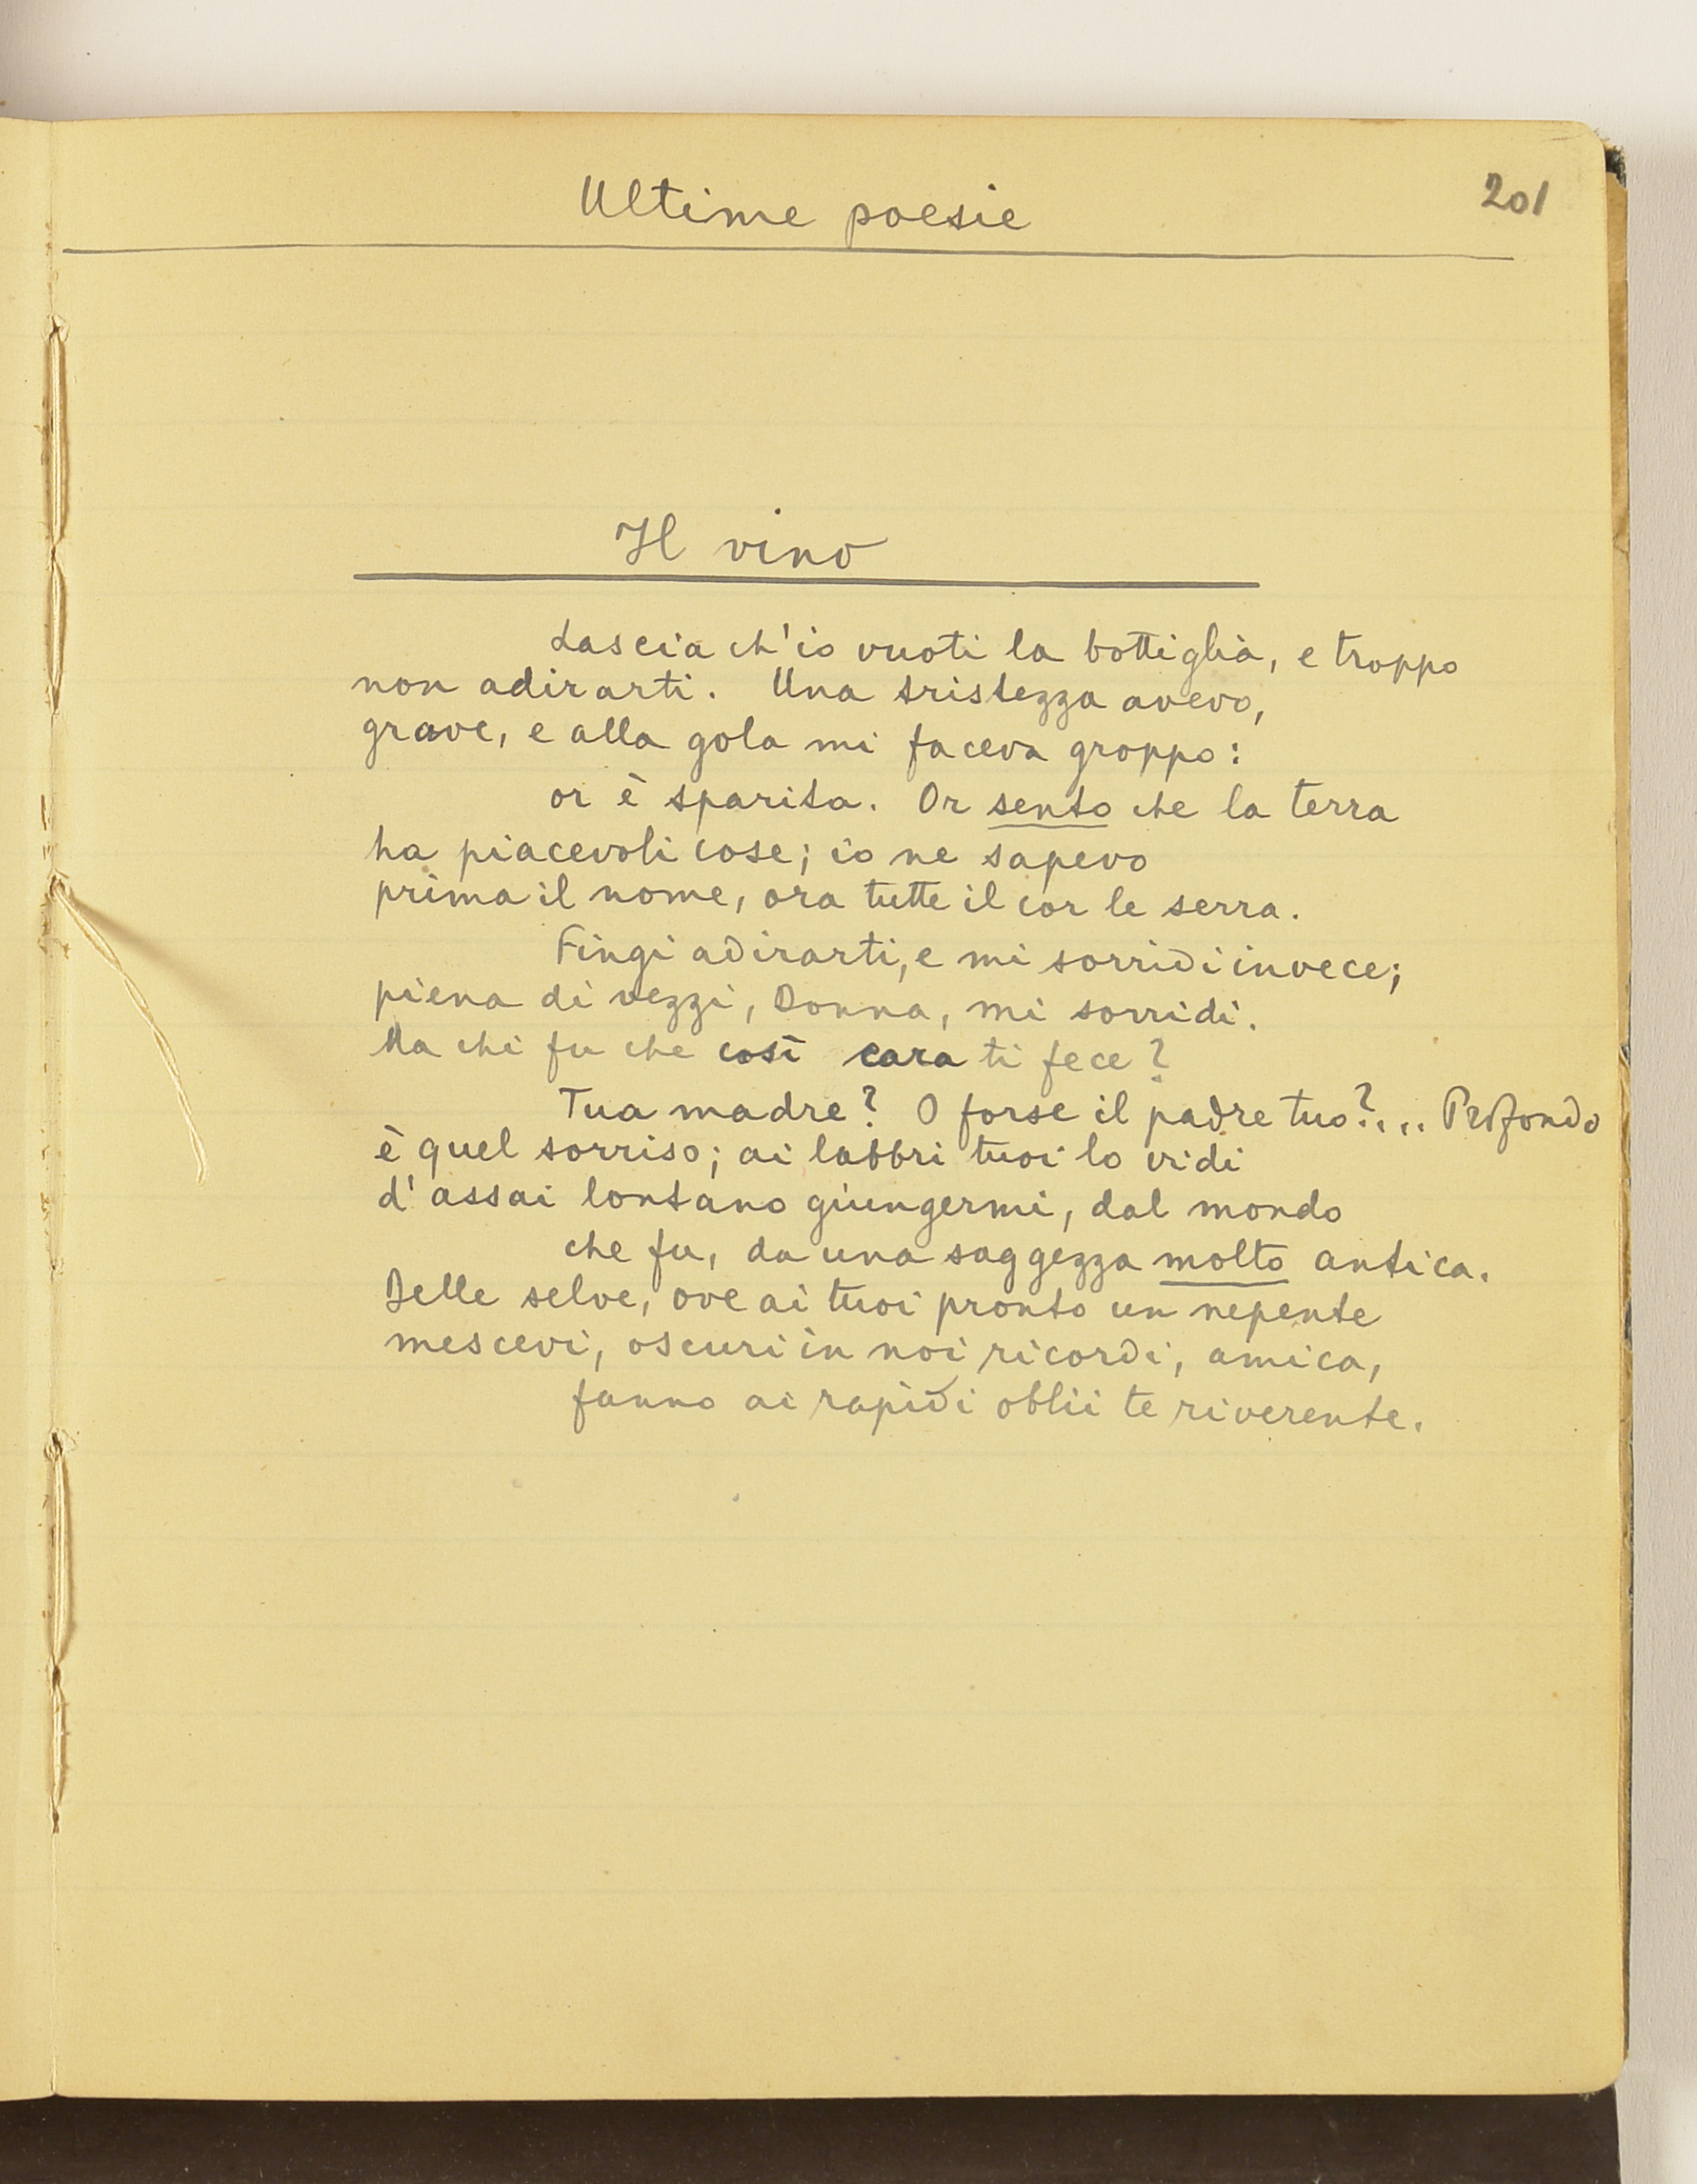 Ultime poesie
201
Il vino
Lascia ch'io vuoti la bottiglia, e troppo
non adirarti. Una tristezza avevo,
grave, e alla gola mi faceva groppo:
or è sparita. Or sento che la terra
ha piacevoli cose; io ne sapevo
prima il nome, ora tutte il cor le serra.
Fingi adirarti, e mi sorridi invece;
piena di vezzi, Donna, mi sorridi.
Ma chi fu che così cara ti fece?
Tua madre? O forse il padre tuo?... Profondo
è quel sorriso; ai labbri tuoi lo vidi
d'assai lontano giungermi, dal mondo
che fu, da una saggezza molto antica.
Delle selve, ove ai tuoi pronto un nepente
mescevi, oscuri in noi ricordi, amica,
fanno ai rapidi oblii te riverente.